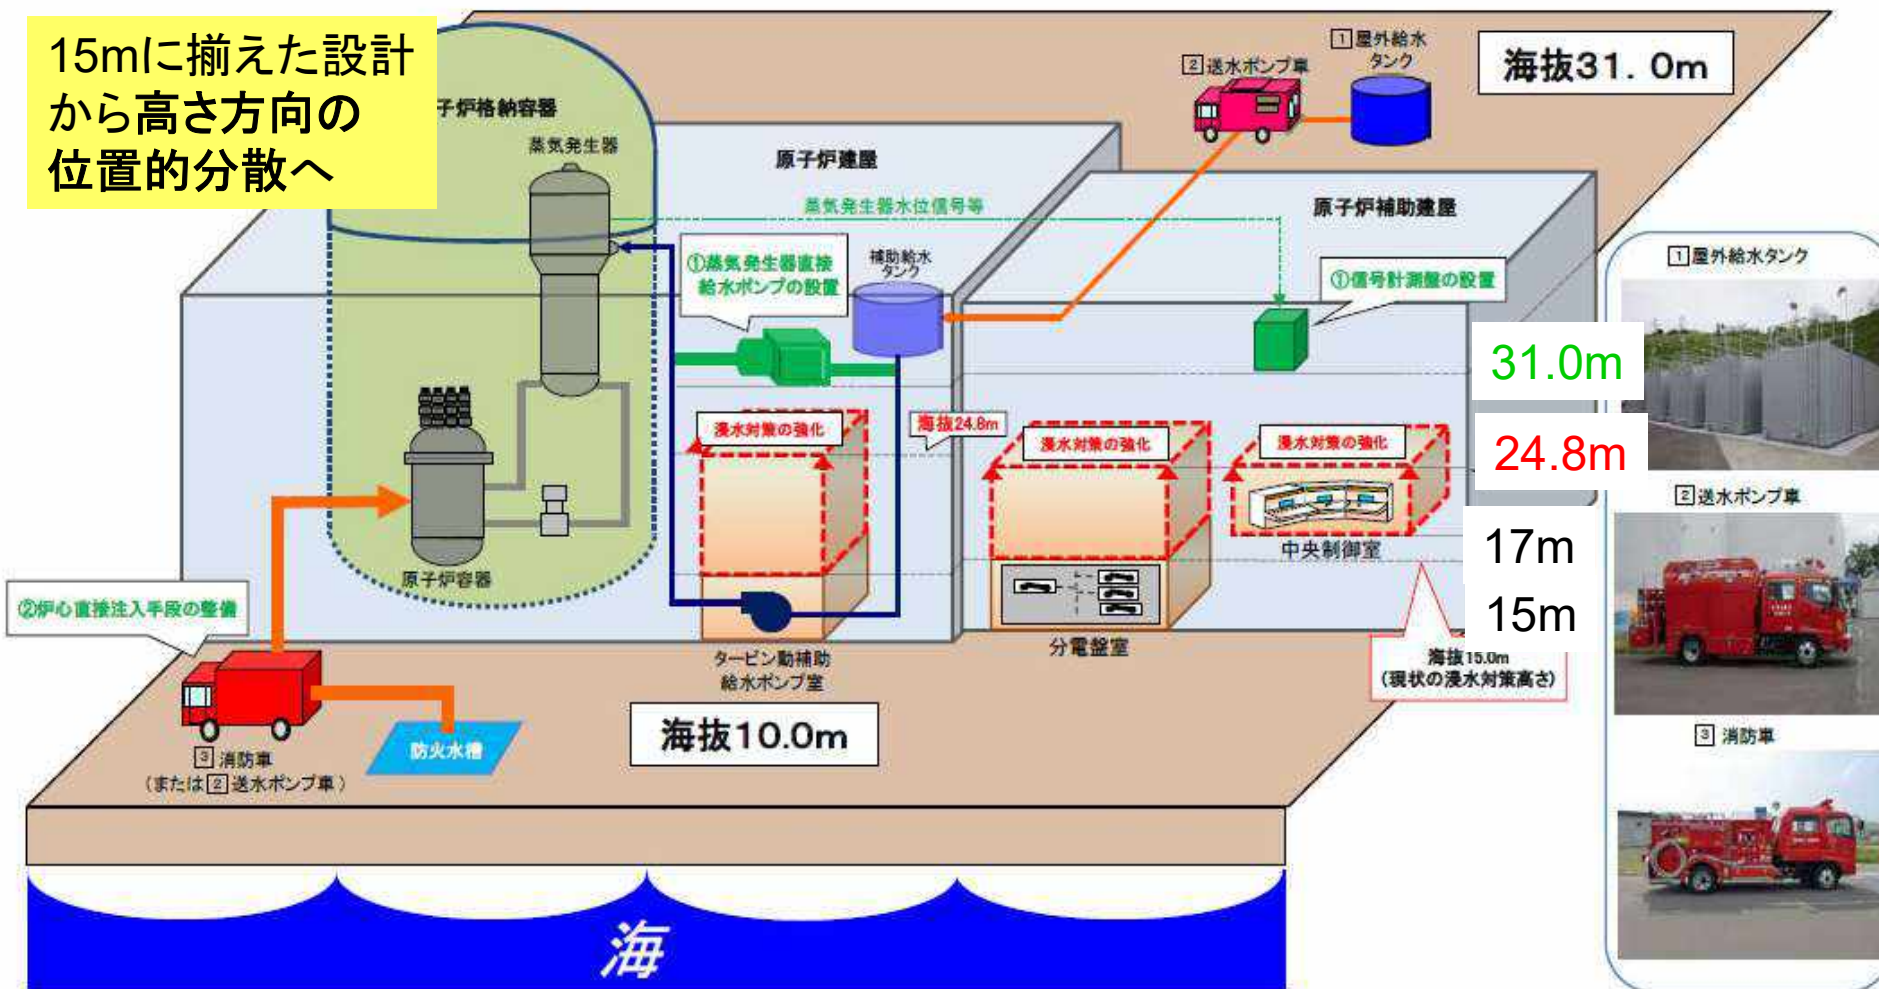 15mに揃えた設計
から高さ方向の
位置的分散へ
子炉格納容器
蒸気発生器
原子炉建屋
蒸気発生器水位信号等
①蒸気発生器直接
給水ポンプの設置
補助給水
タンク
2 送水ポンプ車
1 屋外給水
タンク
海抜31. 0m
原子炉補助建屋
①信号計測盤の設置
31.0m
24.8m
17m
15m
浸水対策の強化
海抜24.8m
浸水対策の強化
浸水対策の強化
中央制御室
原子炉容器
②炉心直接注入手段の整備
タービン動補助
給水ポンプ室
分電盤室
海抜15.0m
(現状の浸水対策高さ)
海抜10.0m
3 消防車
(または2送水ポンプ車)
防火水槽
海
1 屋外給水タンク
2 送水ポンプ車
3 消防車